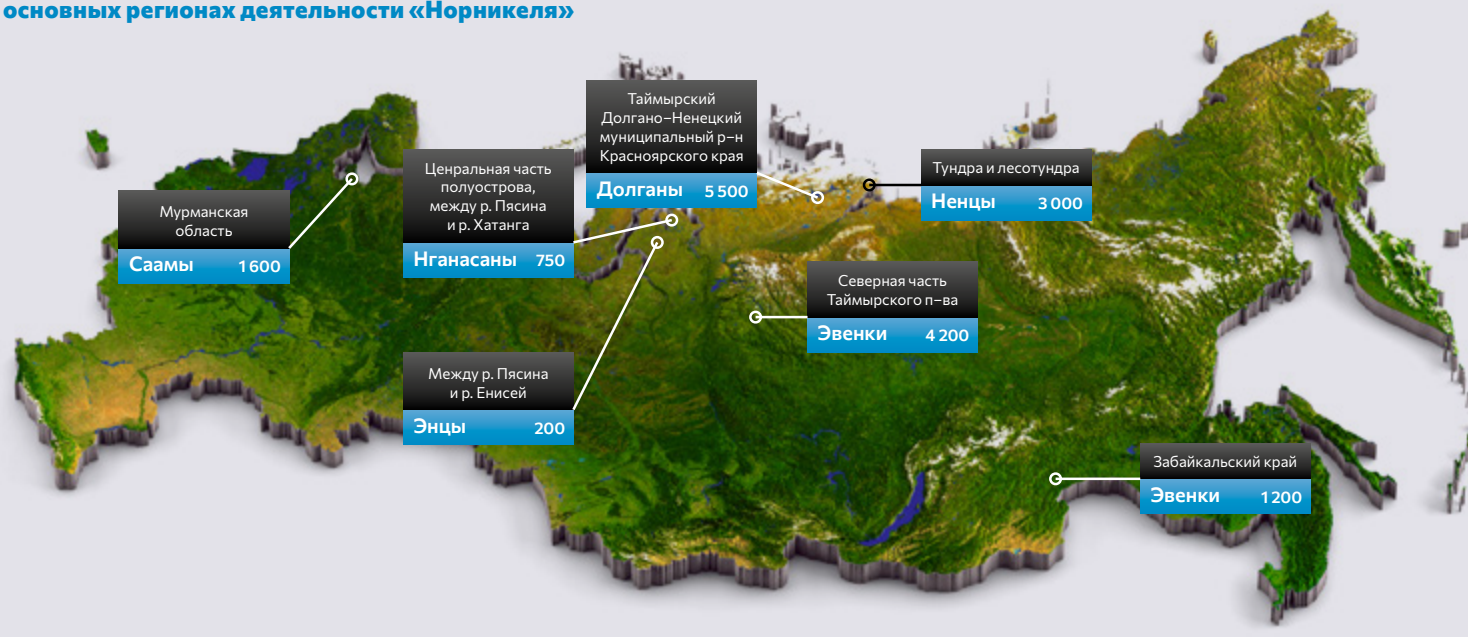 основных регионах деятельности «Норникеля»
Таймырский
Долгано–Ненецкий
муниципальный р–н
Красноярского края
Долганы 5 500
Ценральная часть
полуострова,
между р. Пясина
и р. Хатанга
Нганасаны 750
Тундра и лесотундра
Ненцы 3 000
Мурманская
область
Саамы 1 600
Северная часть
Таймырского п–ва
Эвенки 4 200
Между р. Пясина
и р. Енисей
Энцы 200
Забайкальский край
Эвенки 1 200